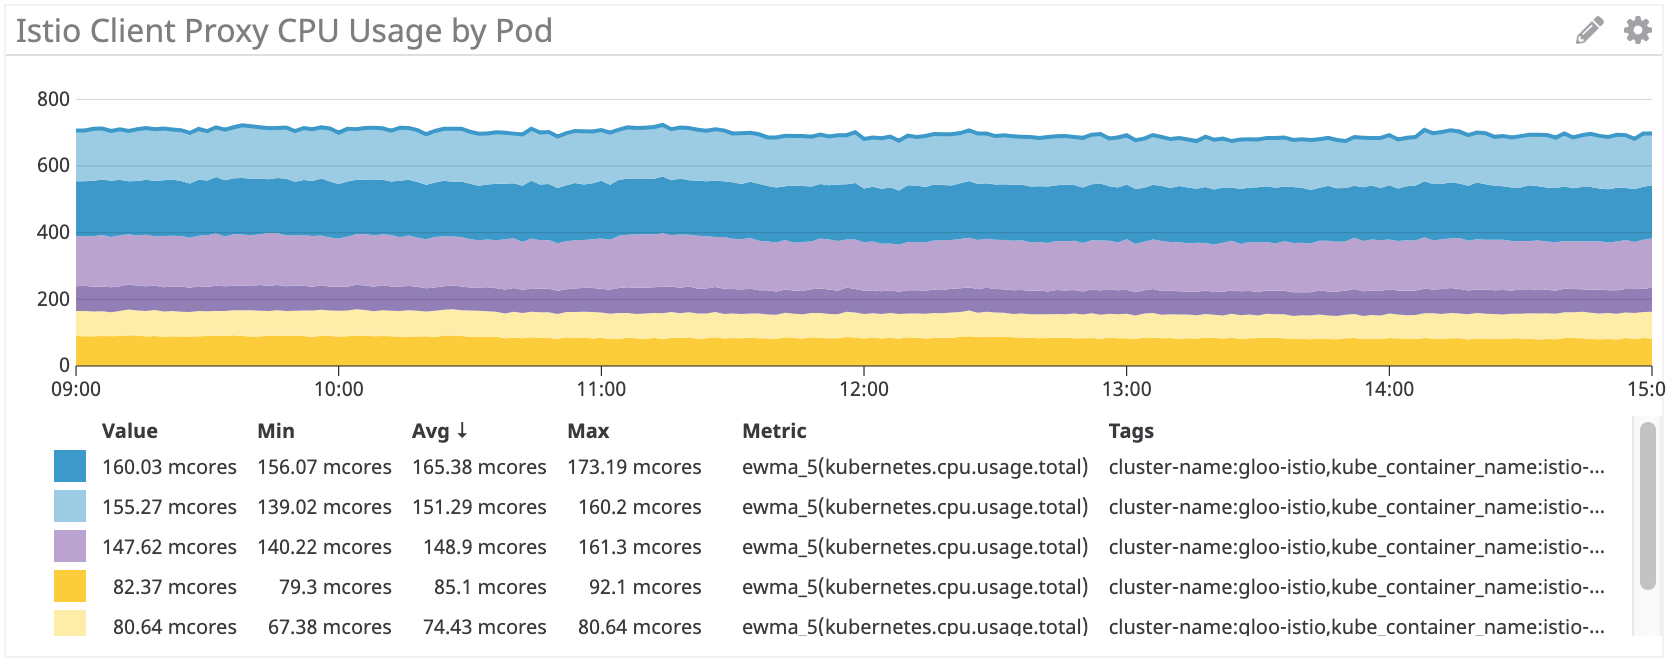 Istio Client Proxy CPU Usage by Pod
800
600
400
200
0
09:00 10:00 11:00 12:00 13:00 14:00 15:0
Value Min Avg ↓ Max Metric Tags
160.03 mcores 156.07 mcores 165.38 mcores 173.19 mcores ewma_5(kubernetes.cpu.usage.total) cluster-name:gloo-istio,kube_container_name:istio-...
155.27 mcores 139.02 mcores 151.29 mcores 160.2 mcores ewma_5(kubernetes.cpu.usage.total) cluster-name:gloo-istio,kube_container_name:istio-...
147.62 mcores 140.22 mcores 148.9 mcores 161.3 mcores ewma_5(kubernetes.cpu.usage.total) cluster-name:gloo-istio,kube_container_name:istio-...
82.37 mcores 79.3 mcores 85.1 mcores 92.1 mcores ewma_5(kubernetes.cpu.usage.total) cluster-name:gloo-istio,kube_container_name:istio-...
80.64 mcores 67.38 mcores 74.43 mcores 80.64 mcores ewma_5(kubernetes.cpu.usage.total) cluster-name:gloo-istio,kube_container_name:istio-...